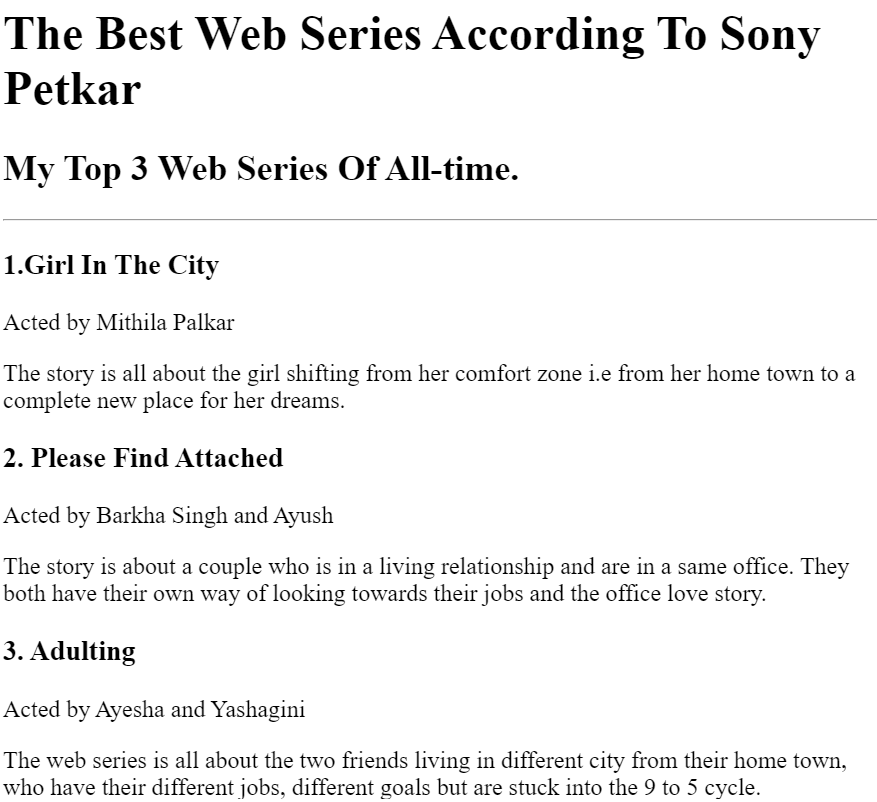 The Best Web Series According To Sony
Petkar
My Top 3 Web Series Of All-time.
1.Girl In The City
Acted by Mithila Palkar
The story is all about the girl shifting from her comfort zone i.e from her home town to a
complete new place for her dreams.
2. Please Find Attached
Acted by Barkha Singh and Ayush
The story is about a couple who is in a living relationship and are in a same office. They
both have their own way of looking towards their jobs and the office love story.
3. Adulting
Acted by Ayesha and Yashagini
The web series is all about the two friends living in different city from their home town,
who have their different jobs, different goals but are stuck into the 9 to 5 cycle.